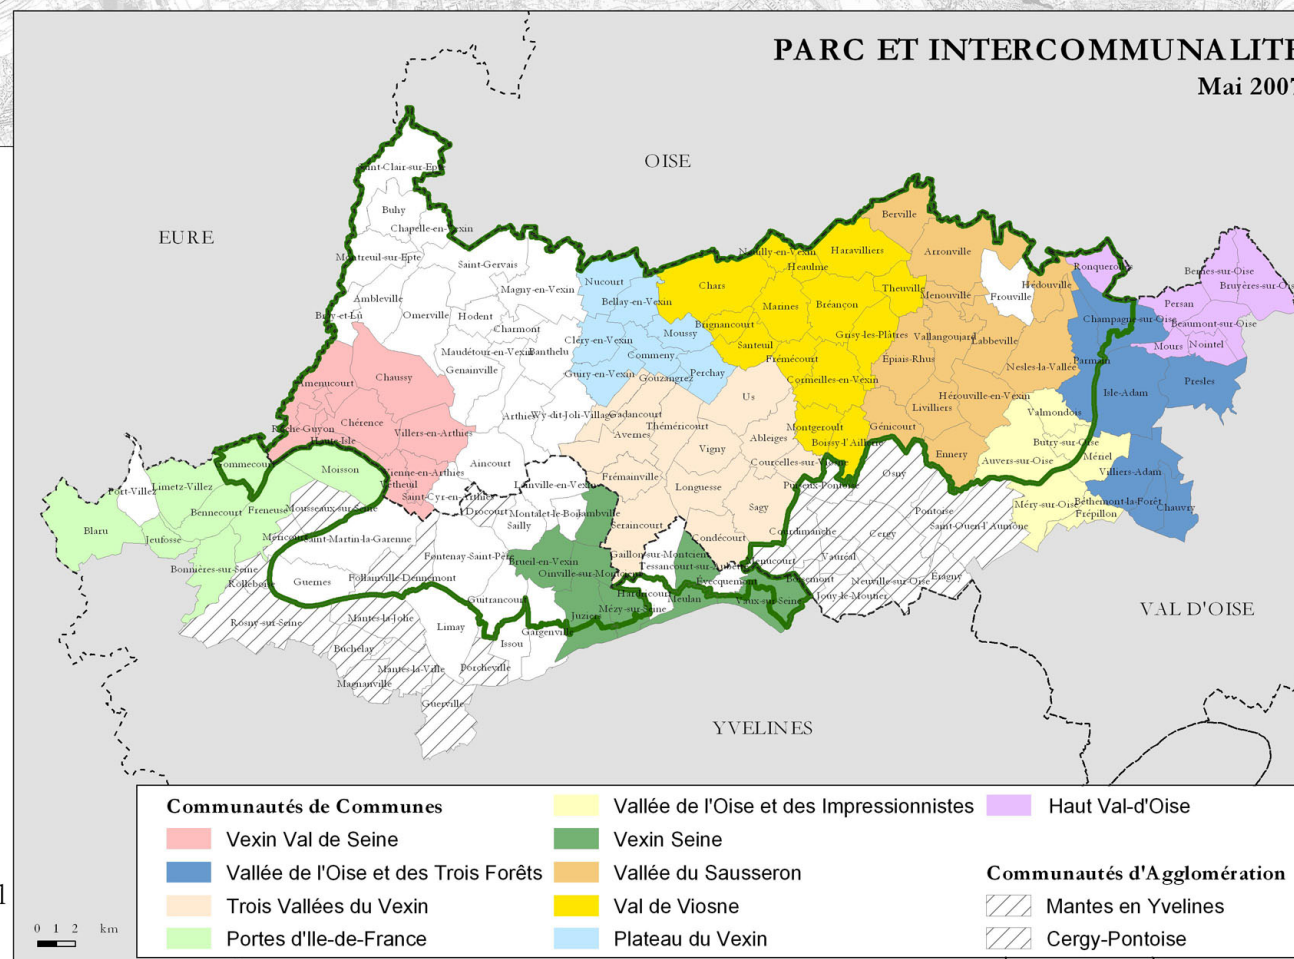 PARC ET INTERCOMMUNALITE
Mai 2007
OISE
EURE
Saint-Clair-sur-Epte
Buhy
Chapelle-en-Vexin
Montreuil-sur-Epte
Saint-Gervais
Magny-en-Vexin
Ambleville
Omerville
Hodent
Charmont
Maudétour-en-Vexin
Banthelu
Genainville
Arthies
Wy-dit-Joli-Village
Aincourt
Nucourt
Bellay-en-Vexin
Cléry-en-Vexin
Moussy
Commeny
Guiry-en-Vexin
Gouzangrez
Perchay
Neuilly-en-Vexin
Haravilliers
Heaulme
Chars
Marines
Bréançon
Theuville
Brignancourt
Santeuil
Grisy-les-Plâtres
Frémécourt
Cormeilles-en-Vexin
Montgeroult
Boissy-l'Aillerie
Berville
Arronville
Menouville
Frouville
Hédouville
Vallangoujard
Labbeville
Épiais-Rhus
Nesles-la-Vallée
Hérouville-en-Vexin
Livilliers
Génicourt
Ennery
Ronquerolles
Bernes-sur-Oise
Bruyères-sur-Oise
Persan
Champagne-sur-Oise
Beaumont-sur-Oise
Mours
Nointel
Parmain
Presles
Isle-Adam
Valmondois
Butry-sur-Oise
Auvers-sur-Oise
Mériel
Villiers-Adam
Méry-sur-Oise
Béthemont-la-Forêt
Chauvry
Frépillon
Amenucourt
Chaussy
Roche-Guyon
Chérence
Haute-Isle
Villers-en-Arthies
Vienne-en-Arthies
Vétheuil
Saint-Cyr-en-Arthies
Us
Gadancourt
Théméricourt
Avernes
Vigny
Ableiges
Courcelles-sur-Viosne
Frémainville
Longuesse
Sagy
Seraincourt
Condécourt
Gommecourt
Moisson
Port-Villez
Limetz-Villez
Bennecourt
Freneuse
Mousseaux-sur-Seine
Blaru
Jeufosse
Méricourt
Saint-Martin-la-Garenne
Bonnières-sur-Seine
Rolleboise
Guernes
Follainville-Dennemont
Rosny-sur-Seine
Mantes-la-Jolie
Buchelay
Mantes-la-Ville
Magnanville
Guerville
Limay
Issou
Porcheville
Gargenville
Guitrancourt
Fontenay-Saint-Père
Drocourt
Sailly
Montalet-le-Bois
Jambville
Lainville-en-Vexin
Brueil-en-Vexin
Oinville-sur-Montcient
Gaillon-sur-Montcient
Tessancourt-sur-Aubette
Évecquemont
Hardricourt
Meulan
Mézy-sur-Seine
Juziers
Vaux-sur-Seine
Puiseux-Pontoise
Osny
Pontoise
Saint-Ouen-l'Aumône
Courdimanche
Cergy
Vauréal
Menucourt
Boisemont
Neuville-sur-Oise
Éragny
Jouy-le-Moutier
VAL D'OISE
YVELINES
Communautés de Communes
Vexin Val de Seine
Vallée de l'Oise et des Trois Forêts
Trois Vallées du Vexin
Portes d'Ile-de-France
Vallée de l'Oise et des Impressionnistes
Vexin Seine
Vallée du Sausseron
Val de Viosne
Plateau du Vexin
Haut Val-d'Oise
Communautés d'Agglomération
Mantes en Yvelines
Cergy-Pontoise
0 1 2 km